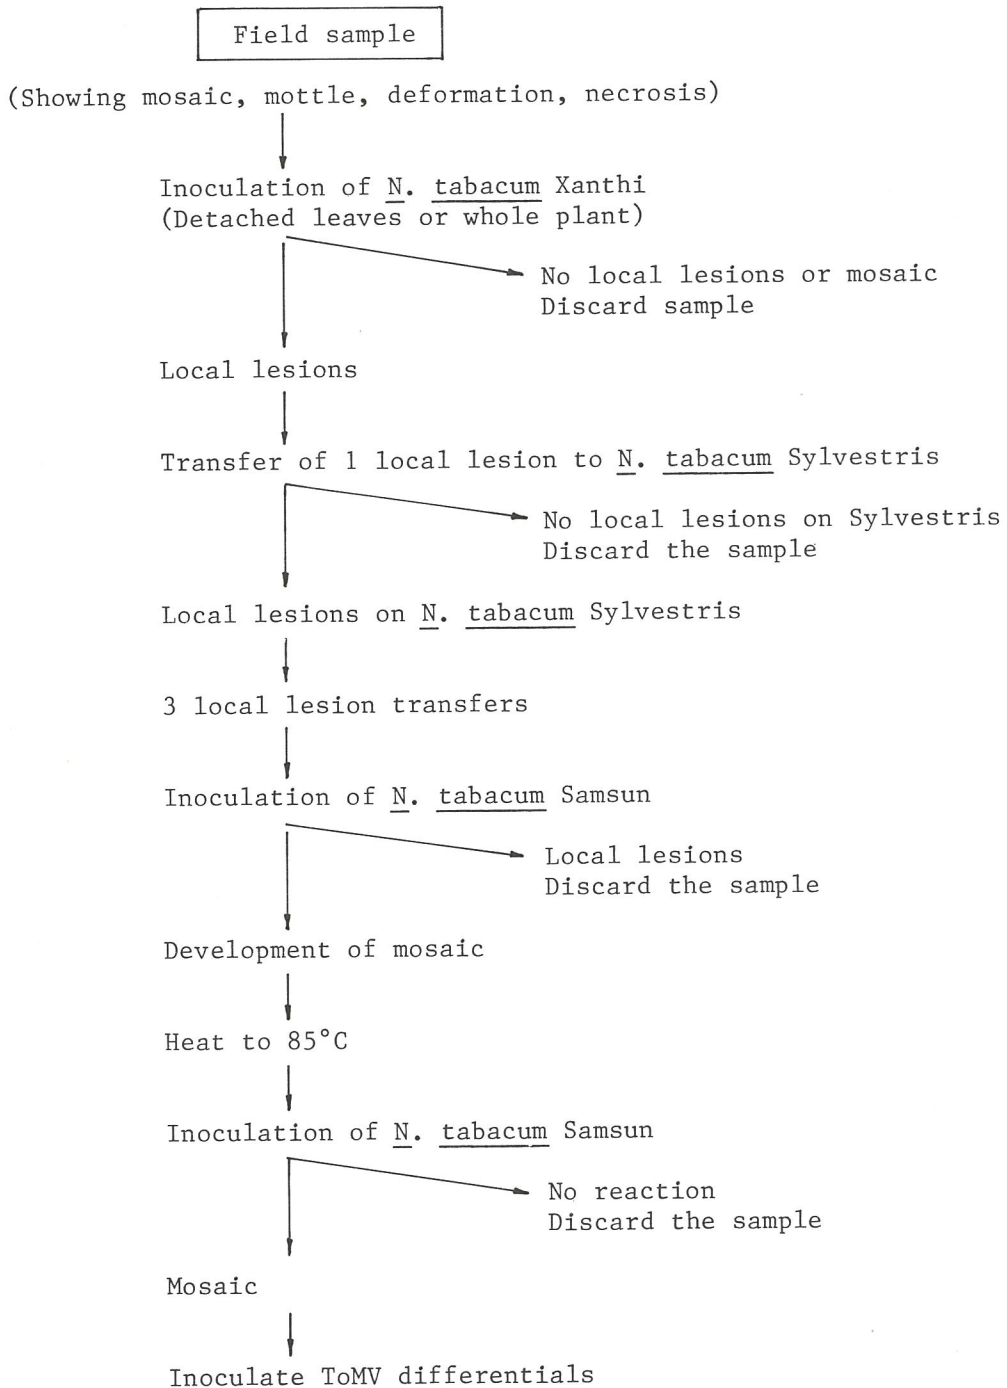 Field sample
(Showing mosaic, mottle, deformation, necrosis)
Inoculation of N. tabacum Xanthi
(Detached leaves or whole plant)
No local lesions or mosaic
Discard sample
Local lesions
Transfer of 1 local lesion to N. tabacum Sylvestris
No local lesions on Sylvestris
Discard the sample
Local lesions on N. tabacum Sylvestris
3 local lesion transfers
Inoculation of N. tabacum Samsun
Local lesions
Discard the sample
Development of mosaic
Heat to 85°C
Inoculation of N. tabacum Samsun
No reaction
Discard the sample
Mosaic
Inoculate ToMV differentials